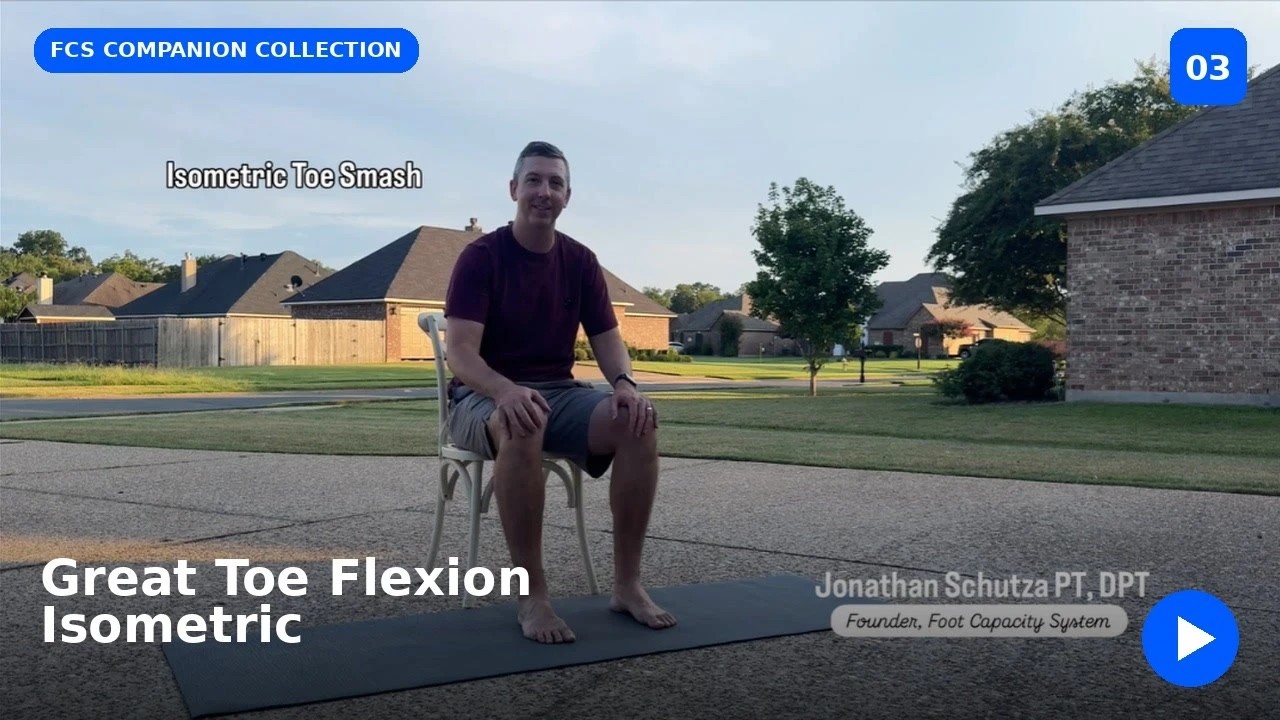 FCS COMPANION COLLECTION
03
Isometric Toe Smash
Great Toe Flexion
Isometric
Jonathan Schutza PT, DPT
Founder, Foot Capacity System